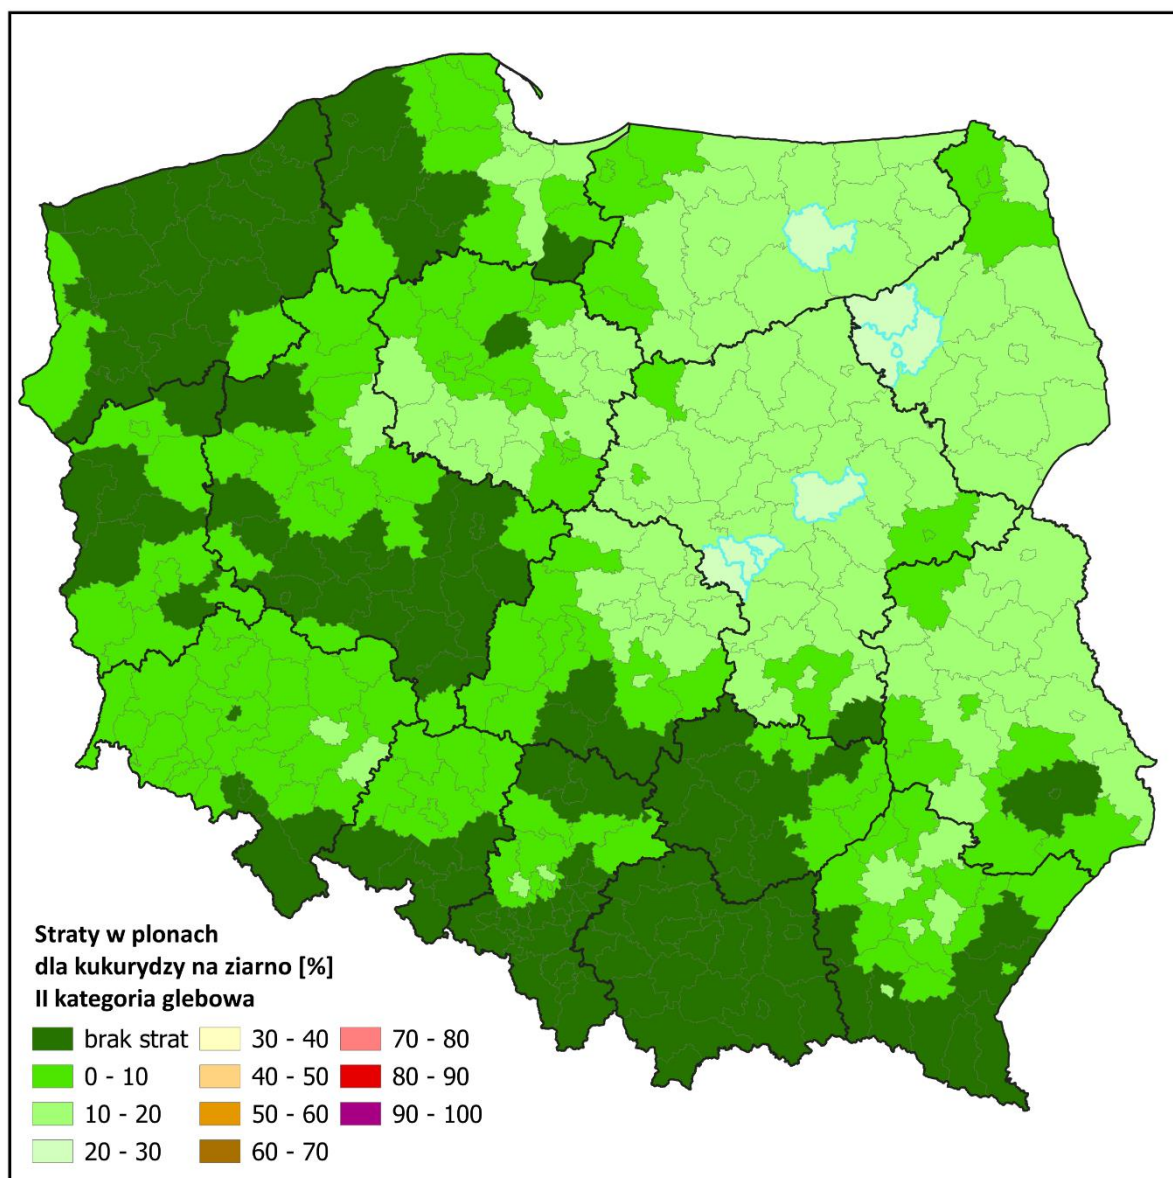 Straty w plonach
dla kukurydzy na ziarno [%]
II kategoria glebowa
brak strat
0 - 10
10 - 20
20 - 30
30 - 40
40 - 50
50 - 60
60 - 70
70 - 80
80 - 90
90 - 100